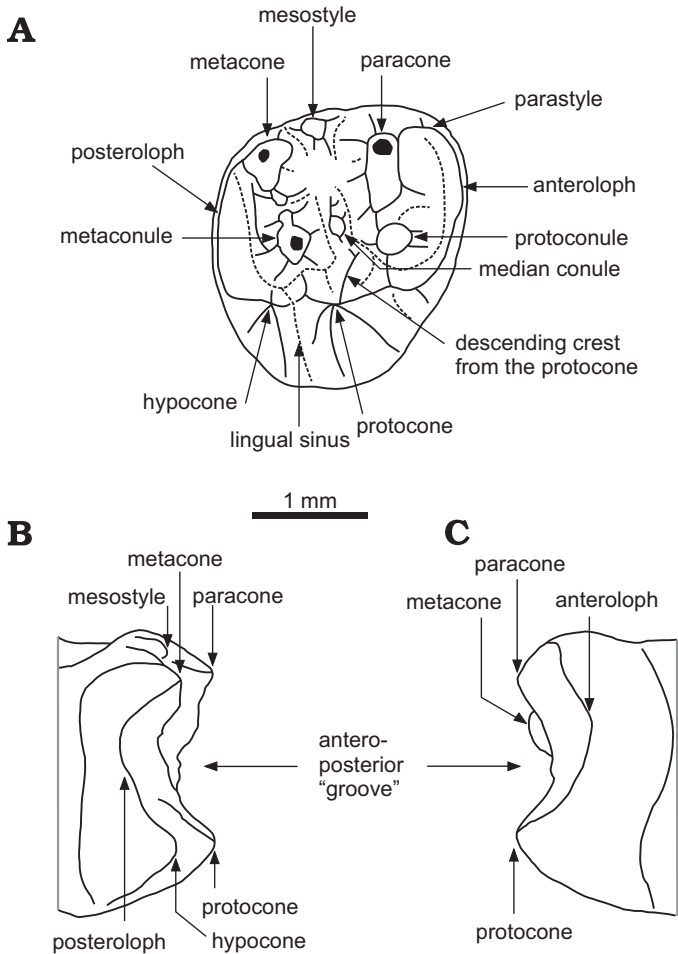 A
mesostyle
metacone
paracone
parastyle
posteroloph
anteroloph
metaconule
protoconule
median conule
descending crest
from the protocone
hypocone
lingual sinus
protocone
1 mm
B
metacone
mesostyle
paracone
antero-
posterior
“groove”
protocone
posteroloph
hypocone
C
paracone
metacone
anteroloph
protocone